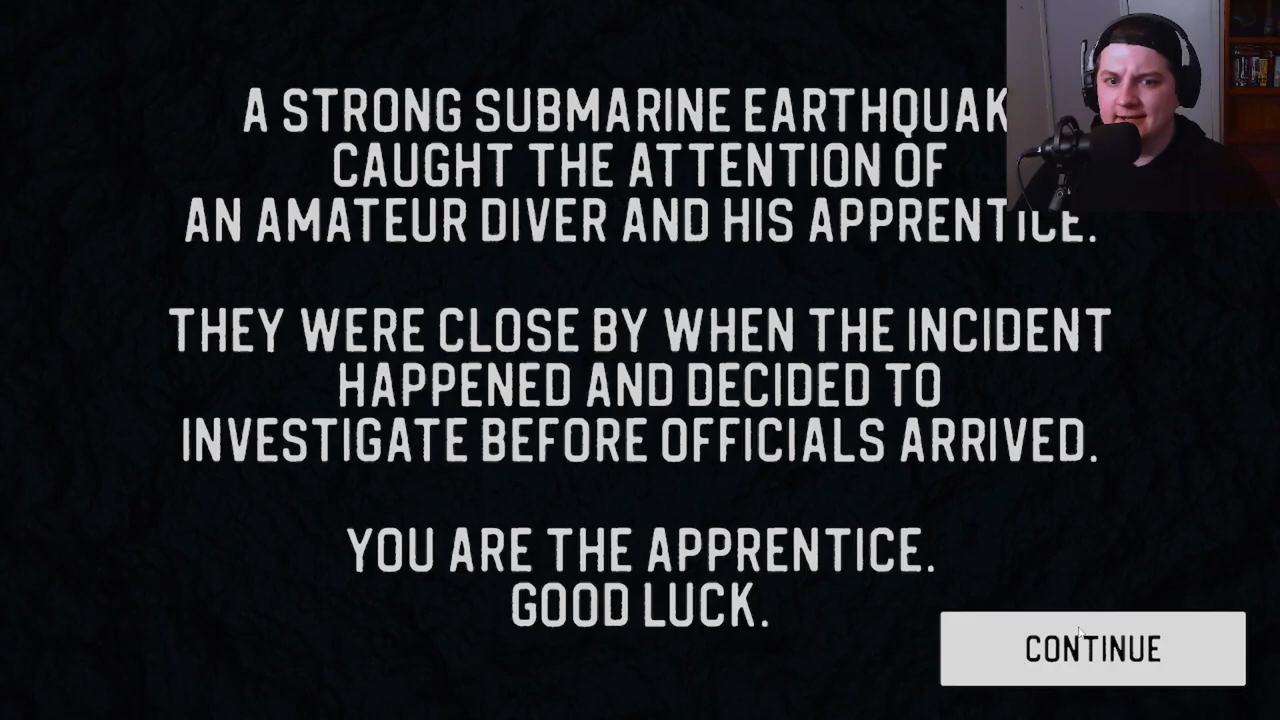 A STRONG SUBMARINE EARTHQUAK
CAUGHT THE ATTENTION OF
AN AMATEUR DIVER AND HIS APPRENTICE.
THEY WERE CLOSE BY WHEN THE INCIDENT
HAPPENED AND DECIDED TO
INVESTIGATE BEFORE OFFICIALS ARRIVED.
YOU ARE THE APPRENTICE.
GOOD LUCK.
CONTINUE